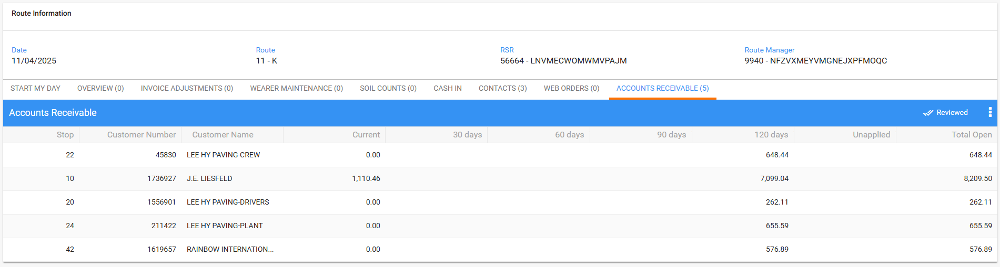 Route Information
Date Route RSR Route Manager
11/04/2025 11 - K 56664 - LNVMECWOMWMVPAJM 9940 - NFZVXMEYVMGNEJXPFMOQC
START MY DAY OVERVIEW (0) INVOICE ADJUSTMENTS (0) WEARER MAINTENANCE (0) SOIL COUNTS (0) CASH IN CONTACTS (3) WEB ORDERS (0) ACCOUNTS RECEIVABLE (5)
Accounts Receivable Reviewed
Stop Customer Number Customer Name Current 30 days 60 days 90 days 120 days Unapplied Total Open
22 45830 LEE HY PAVING-CREW 0.00 648.44 648.44
10 1736927 J.E. LIESFELD 1,110.46 7,099.04 8,209.50
20 1556901 LEE HY PAVING-DRIVERS 0.00 262.11 262.11
24 211422 LEE HY PAVING-PLANT 0.00 655.59 655.59
42 1619657 RAINBOW INTERNATION... 0.00 576.89 576.89